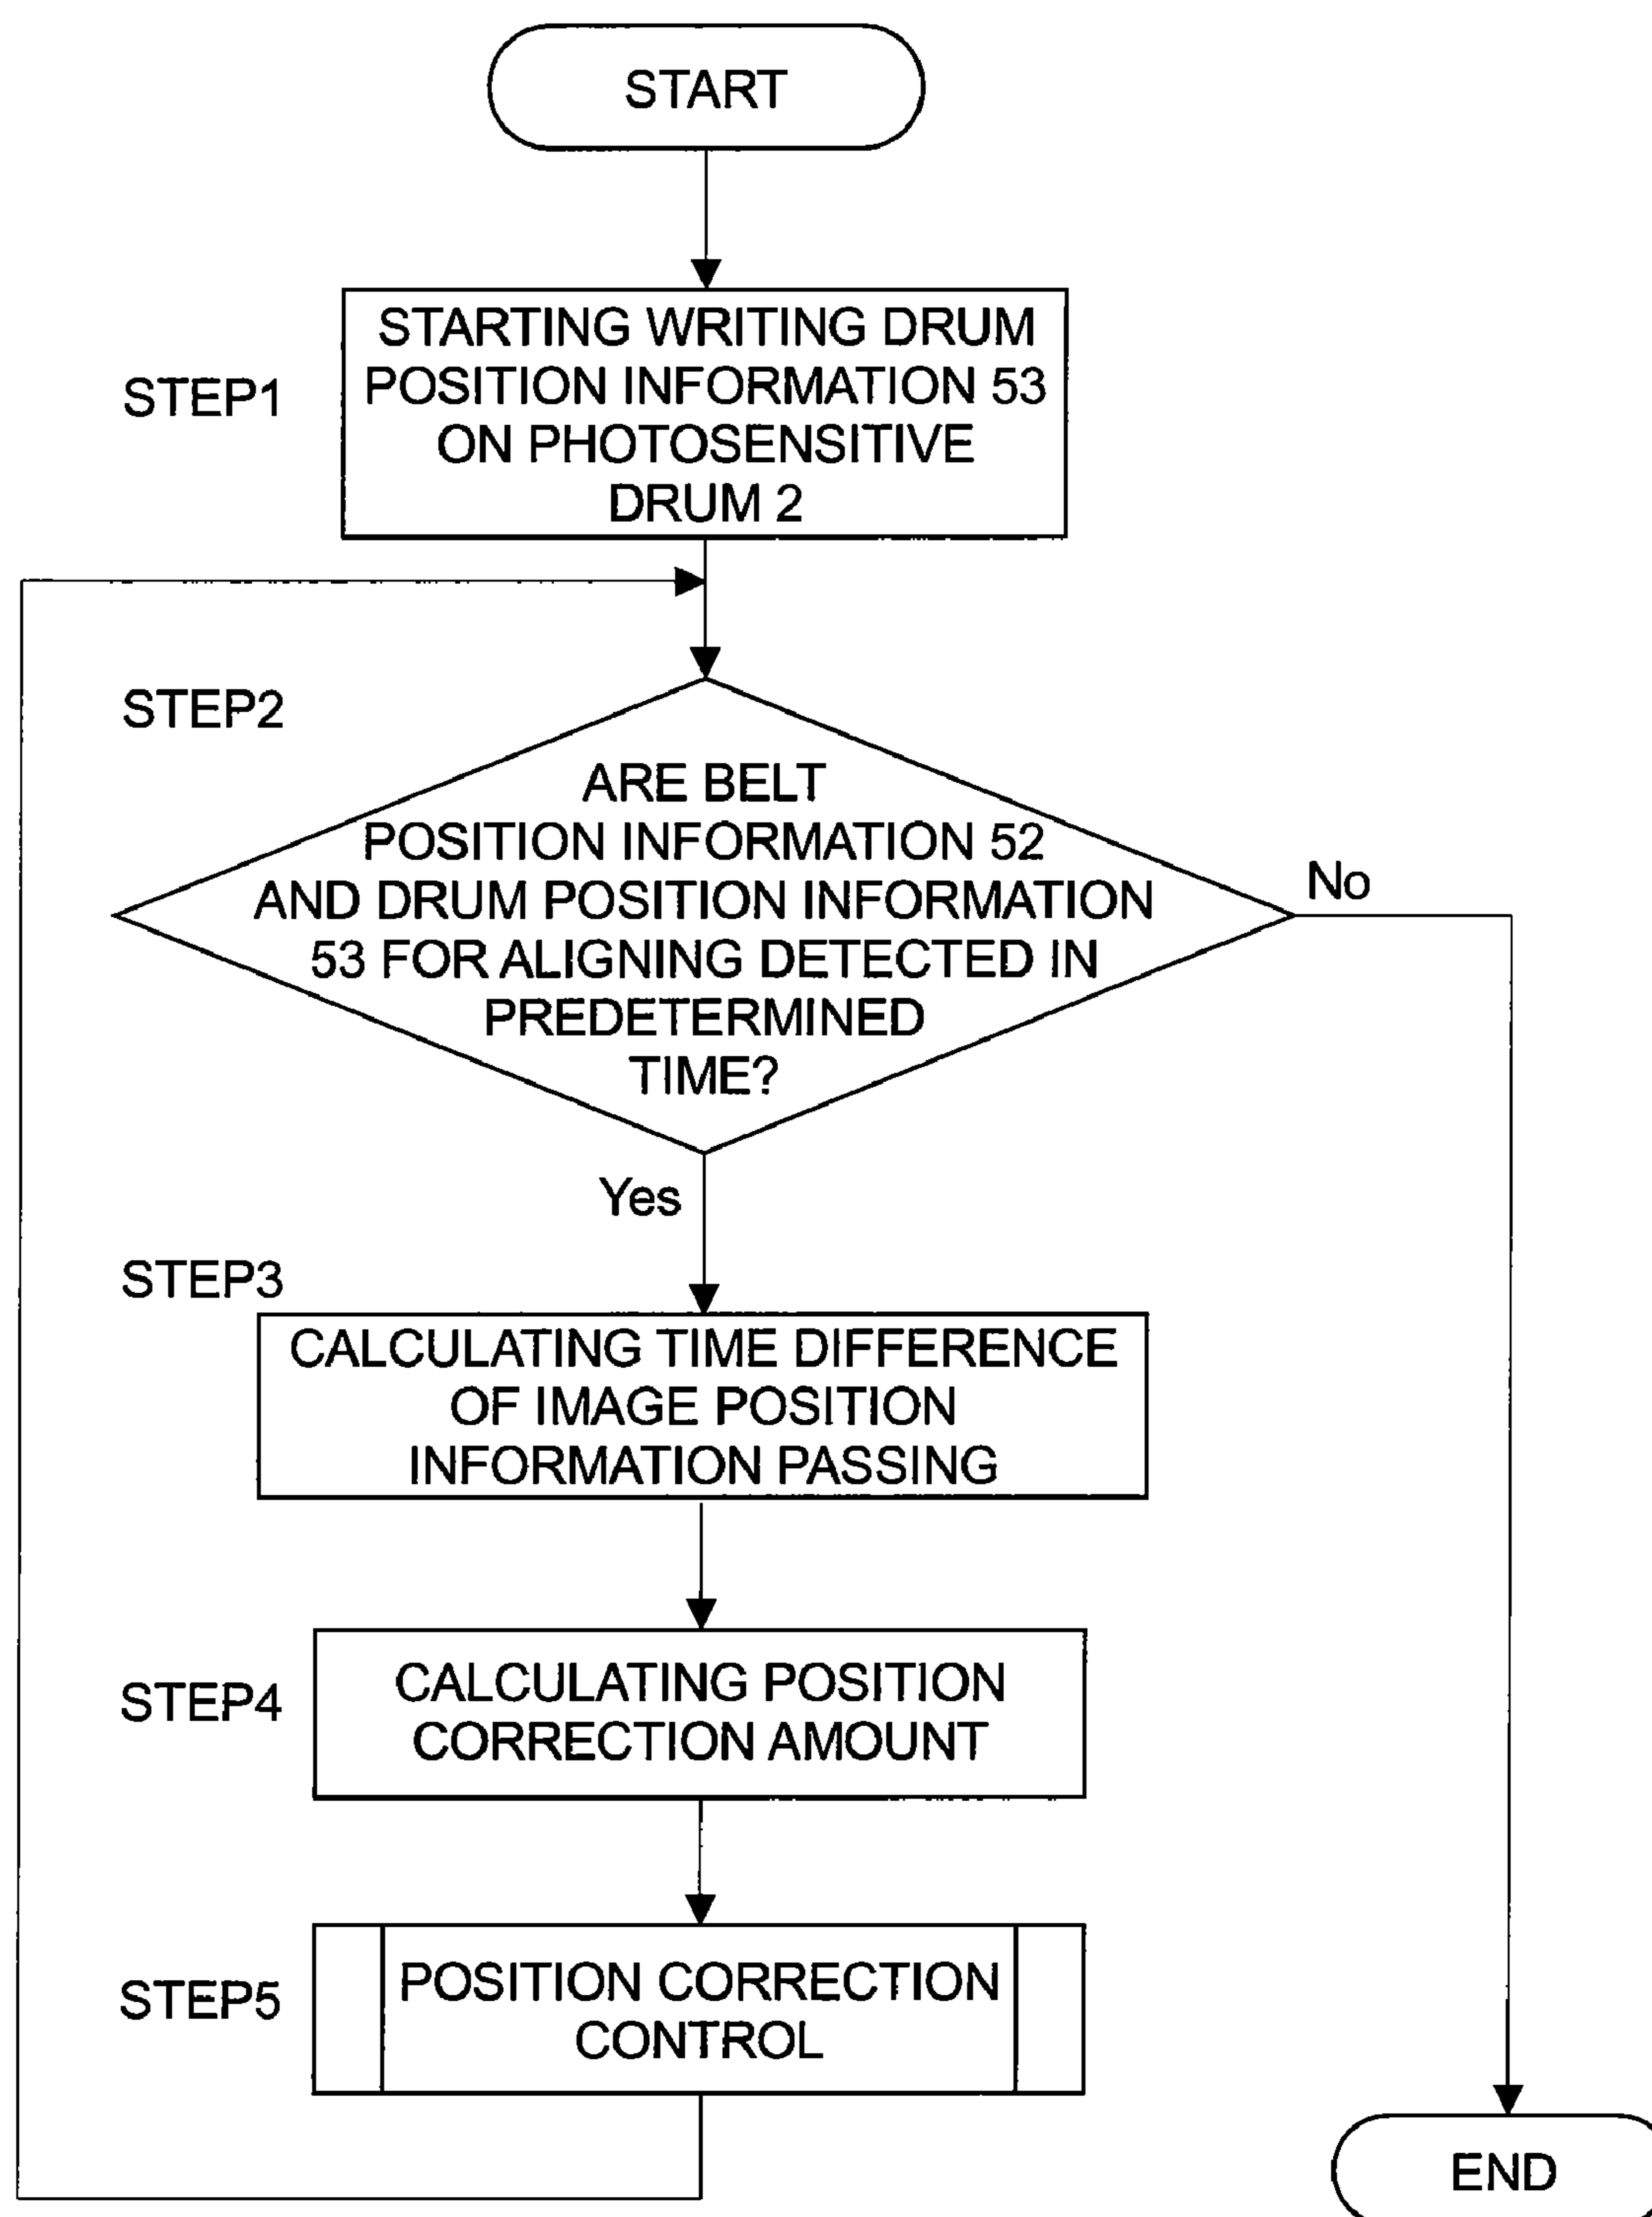 START
STEP1
STARTING WRITING DRUM
POSITION INFORMATION 53
ON PHOTOSENSITIVE
DRUM 2
STEP2
ARE BELT
POSITION INFORMATION 52
AND DRUM POSITION INFORMATION
53 FOR ALIGNING DETECTED IN
PREDETERMINED
TIME?
No
Yes
STEP3
CALCULATING TIME DIFFERENCE
OF IMAGE POSITION
INFORMATION PASSING
STEP4
CALCULATING POSITION
CORRECTION AMOUNT
STEP5
POSITION CORRECTION
CONTROL
END